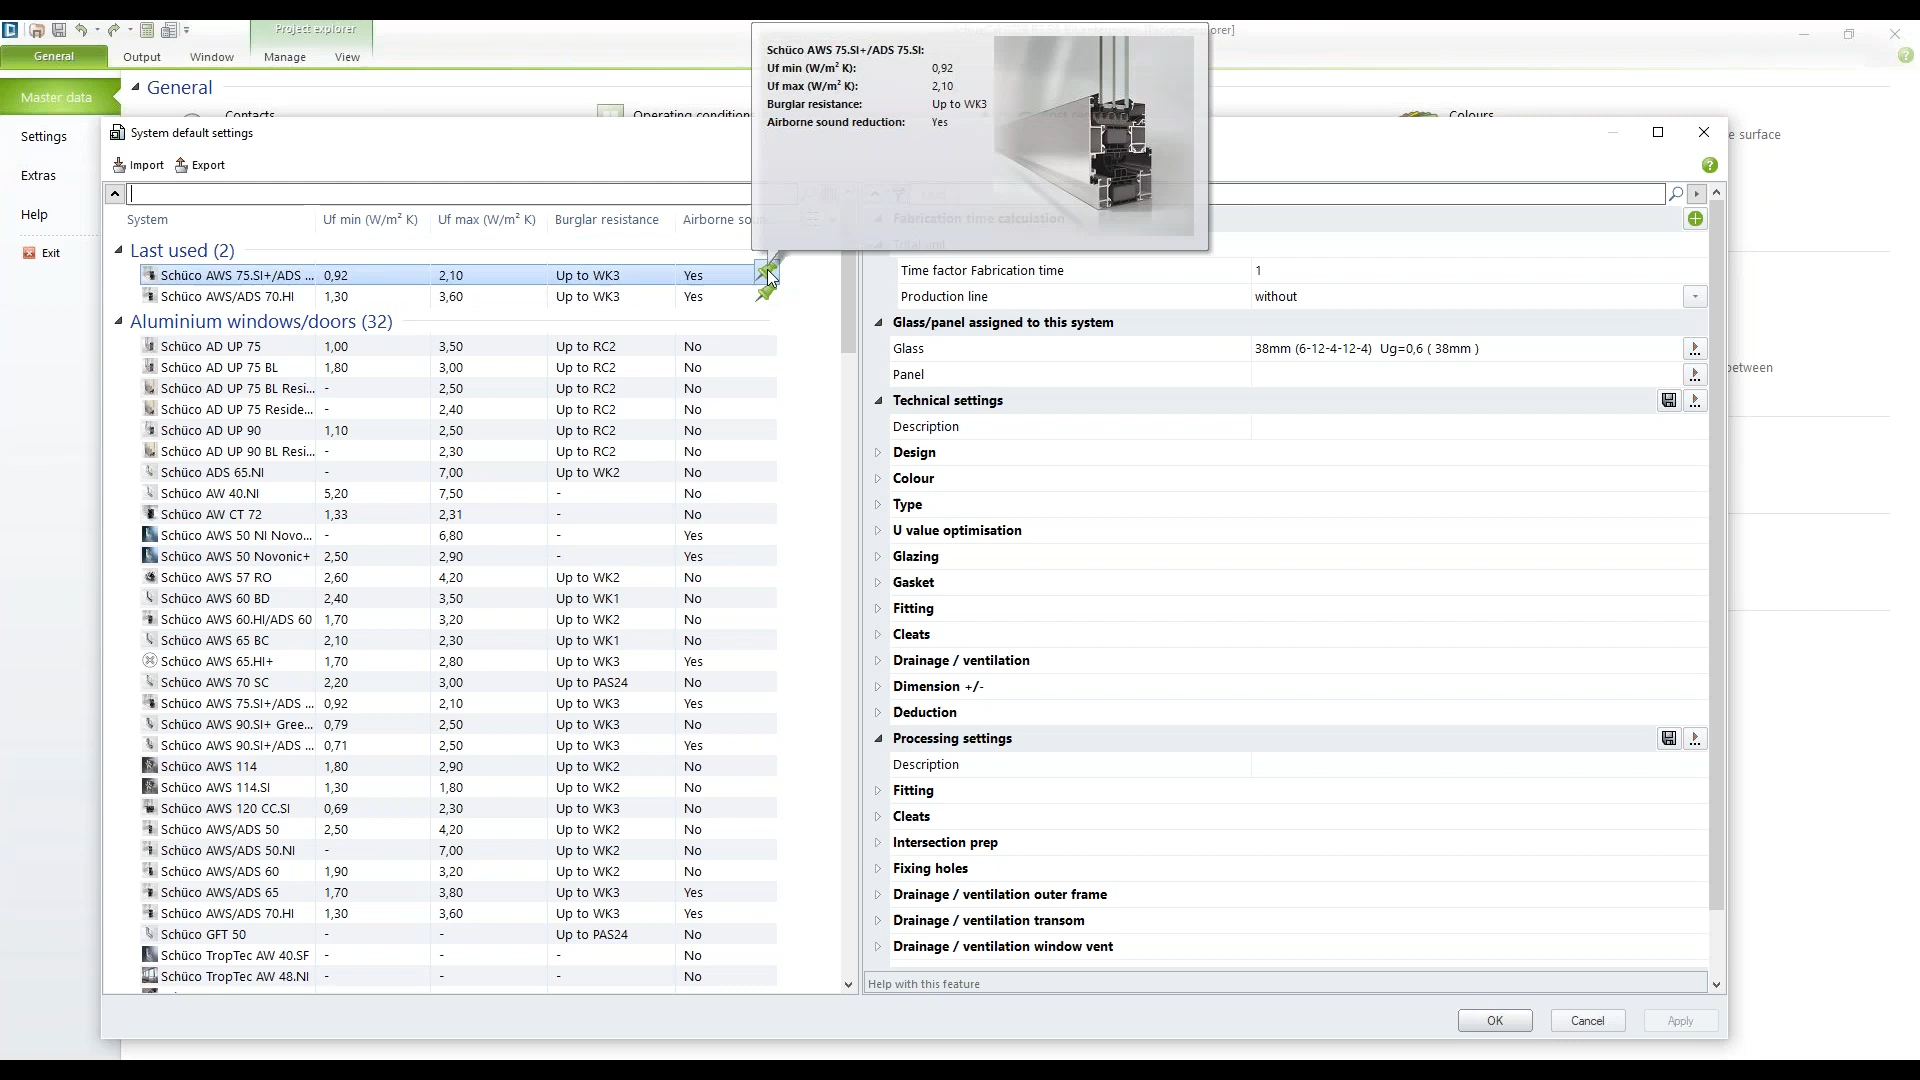 Project explorer
General
Output
Window
Manage
View
Master data
Settings
Extras
Help
Exit
General
Contacts
Operating condition
Colours
e surface
between
Schüco AWS 75.SI+/ADS 75.SI:
Uf min (W/m² K): 0,92
Uf max (W/m² K): 2,10
Burglar resistance: Up to WK3
Airborne sound reduction: Yes
System default settings
Import
Export
System Uf min (W/m² K) Uf max (W/m² K) Burglar resistance Airborne sou
Last used (2)
Schüco AWS 75.SI+/ADS ... 0,92 2,10 Up to WK3 Yes
Schüco AWS/ADS 70.HI 1,30 3,60 Up to WK3 Yes
Aluminium windows/doors (32)
Schüco AD UP 75 1,00 3,50 Up to RC2 No
Schüco AD UP 75 BL 1,80 3,00 Up to RC2 No
Schüco AD UP 75 BL Resi... - 2,50 Up to RC2 No
Schüco AD UP 75 Reside... - 2,40 Up to RC2 No
Schüco AD UP 90 1,10 2,50 Up to RC2 No
Schüco AD UP 90 BL Resi... - 2,30 Up to RC2 No
Schüco ADS 65.NI - 7,00 Up to WK2 No
Schüco AW 40.NI 5,20 7,50 - No
Schüco AW CT 72 1,33 2,31 - No
Schüco AWS 50 NI Novo... - 6,80 - Yes
Schüco AWS 50 Novonic+ 2,50 2,90 - Yes
Schüco AWS 57 RO 2,60 4,20 Up to WK2 No
Schüco AWS 60 BD 2,40 3,50 Up to WK1 No
Schüco AWS 60.HI/ADS 60 1,70 3,20 Up to WK2 No
Schüco AWS 65 BC 2,10 2,30 Up to WK1 No
Schüco AWS 65.HI+ 1,70 2,80 Up to WK3 Yes
Schüco AWS 70 SC 2,20 3,00 Up to PAS24 No
Schüco AWS 75.SI+/ADS ... 0,92 2,10 Up to WK3 Yes
Schüco AWS 90.SI+ Gree... 0,79 2,50 Up to WK3 No
Schüco AWS 90.SI+/ADS ... 0,71 2,50 Up to WK3 Yes
Schüco AWS 114 1,80 2,90 Up to WK2 No
Schüco AWS 114.SI 1,30 1,80 Up to WK2 No
Schüco AWS 120 CC.SI 0,69 2,30 Up to WK3 No
Schüco AWS/ADS 50 2,50 4,20 Up to WK2 No
Schüco AWS/ADS 50.NI - 7,00 Up to WK2 No
Schüco AWS/ADS 60 1,90 3,20 Up to WK2 No
Schüco AWS/ADS 65 1,70 3,80 Up to WK3 Yes
Schüco AWS/ADS 70.HI 1,30 3,60 Up to WK3 Yes
Schüco GFT 50 - - Up to PAS24 No
Schüco TropTec AW 40.SF - - - No
Schüco TropTec AW 48.NI - - - No
Fabrication time calculation
Total unit
Time factor Fabrication time 1
Production line without
Glass/panel assigned to this system
Glass 38mm (6-12-4-12-4) Ug=0,6 ( 38mm )
Panel
Technical settings
Description
Design
Colour
Type
U value optimisation
Glazing
Gasket
Fitting
Cleats
Drainage / ventilation
Dimension +/-
Deduction
Processing settings
Description
Fitting
Cleats
Intersection prep
Fixing holes
Drainage / ventilation outer frame
Drainage / ventilation transom
Drainage / ventilation window vent
Help with this feature
OK
Cancel
Apply